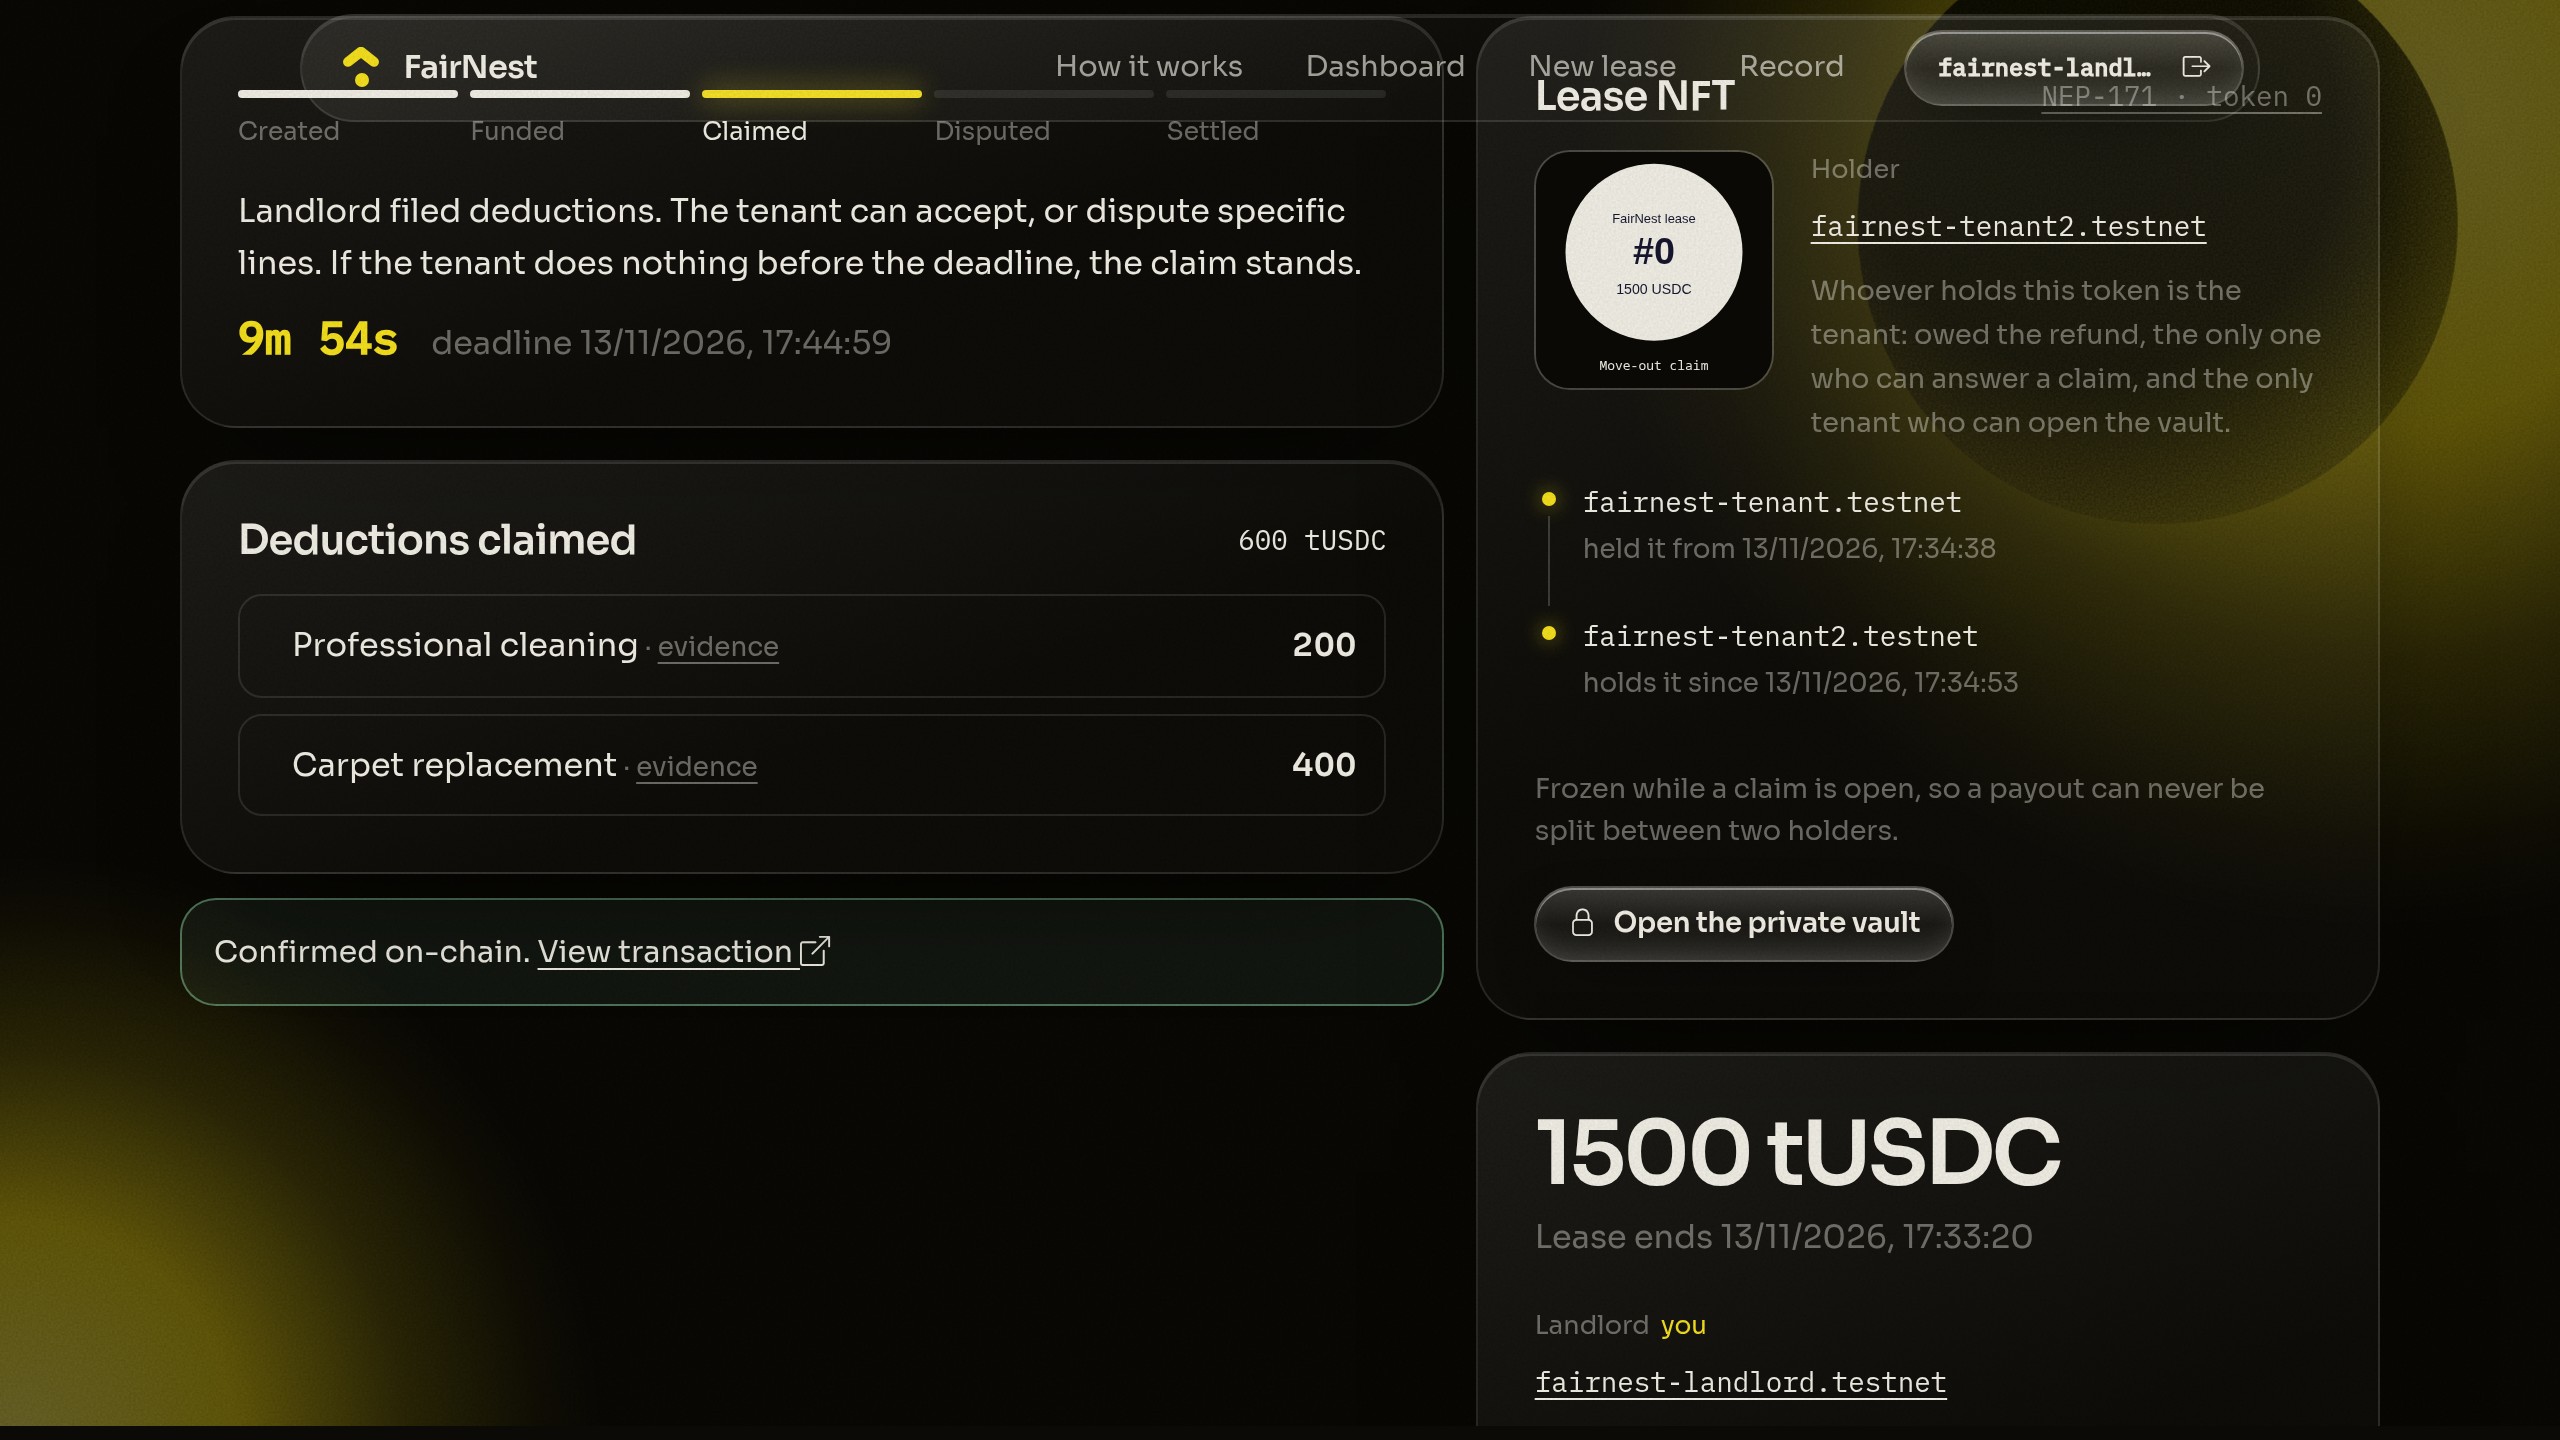 FairNest
How it works
Dashboard
New lease
Record
fairnest-landl…
Created
Funded
Claimed
Disputed
Settled
Landlord filed deductions. The tenant can accept, or dispute specific
lines. If the tenant does nothing before the deadline, the claim stands.
9m 54s deadline 13/11/2026, 17:44:59
Deductions claimed 600 tUSDC
Professional cleaning · evidence 200
Carpet replacement · evidence 400
Confirmed on-chain. View transaction
Lease NFT
NEP-171 · token 0
FairNest lease
#0
1500 USDC
Move-out claim
Holder
fairnest-tenant2.testnet
Whoever holds this token is the
tenant: owed the refund, the only one
who can answer a claim, and the only
tenant who can open the vault.
fairnest-tenant.testnet
held it from 13/11/2026, 17:34:38
fairnest-tenant2.testnet
holds it since 13/11/2026, 17:34:53
Frozen while a claim is open, so a payout can never be
split between two holders.
Open the private vault
1500 tUSDC
Lease ends 13/11/2026, 17:33:20
Landlord you
fairnest-landlord.testnet